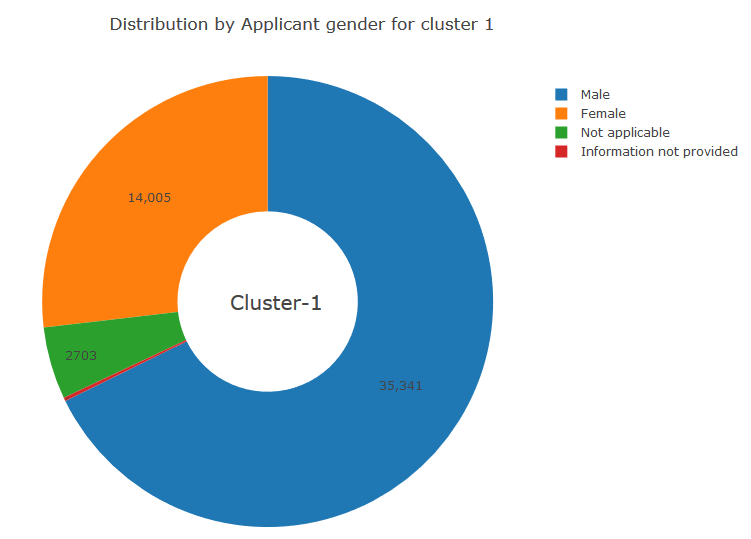 Distribution by Applicant gender for cluster 1
Male
Female
Not applicable
Information not provided
14,005
Cluster-1
2703
35,341